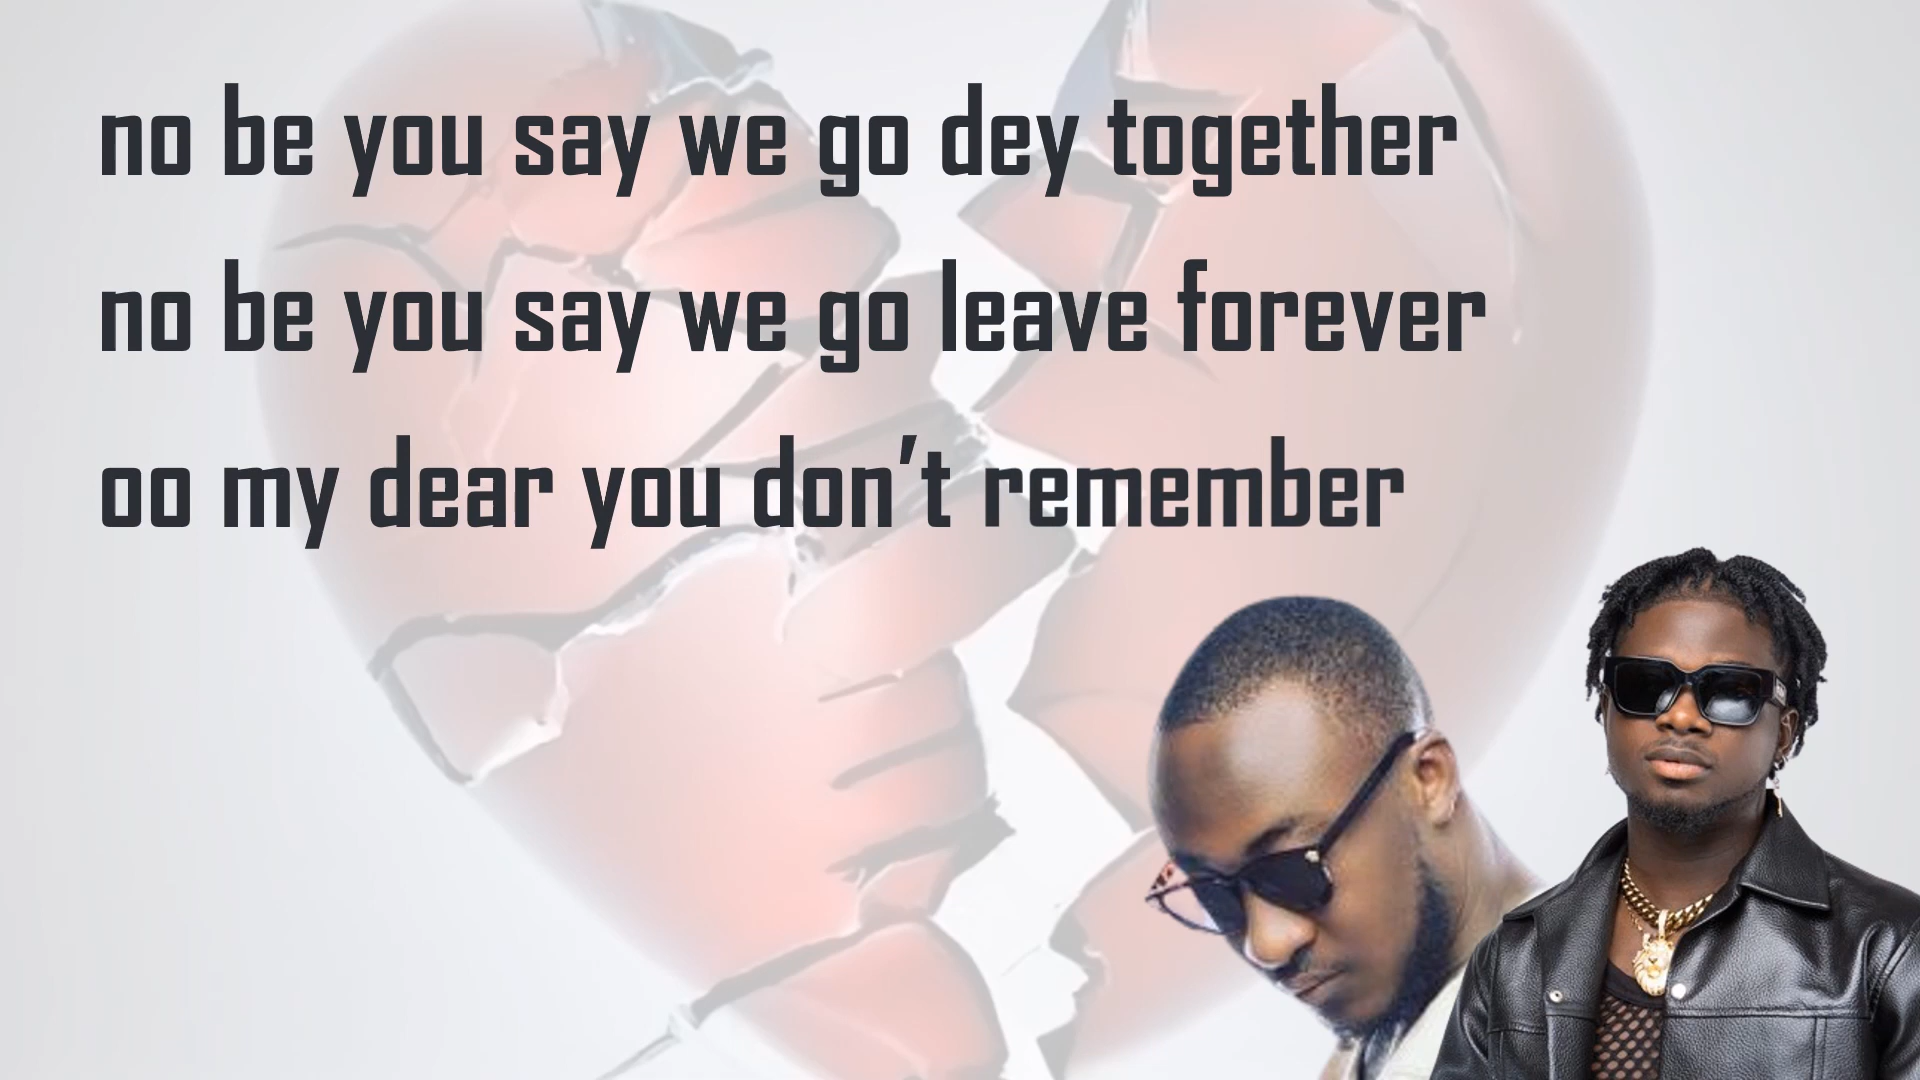 no be you say we go dey together
no be you say we go leave forever
oo my dear you don’t remember